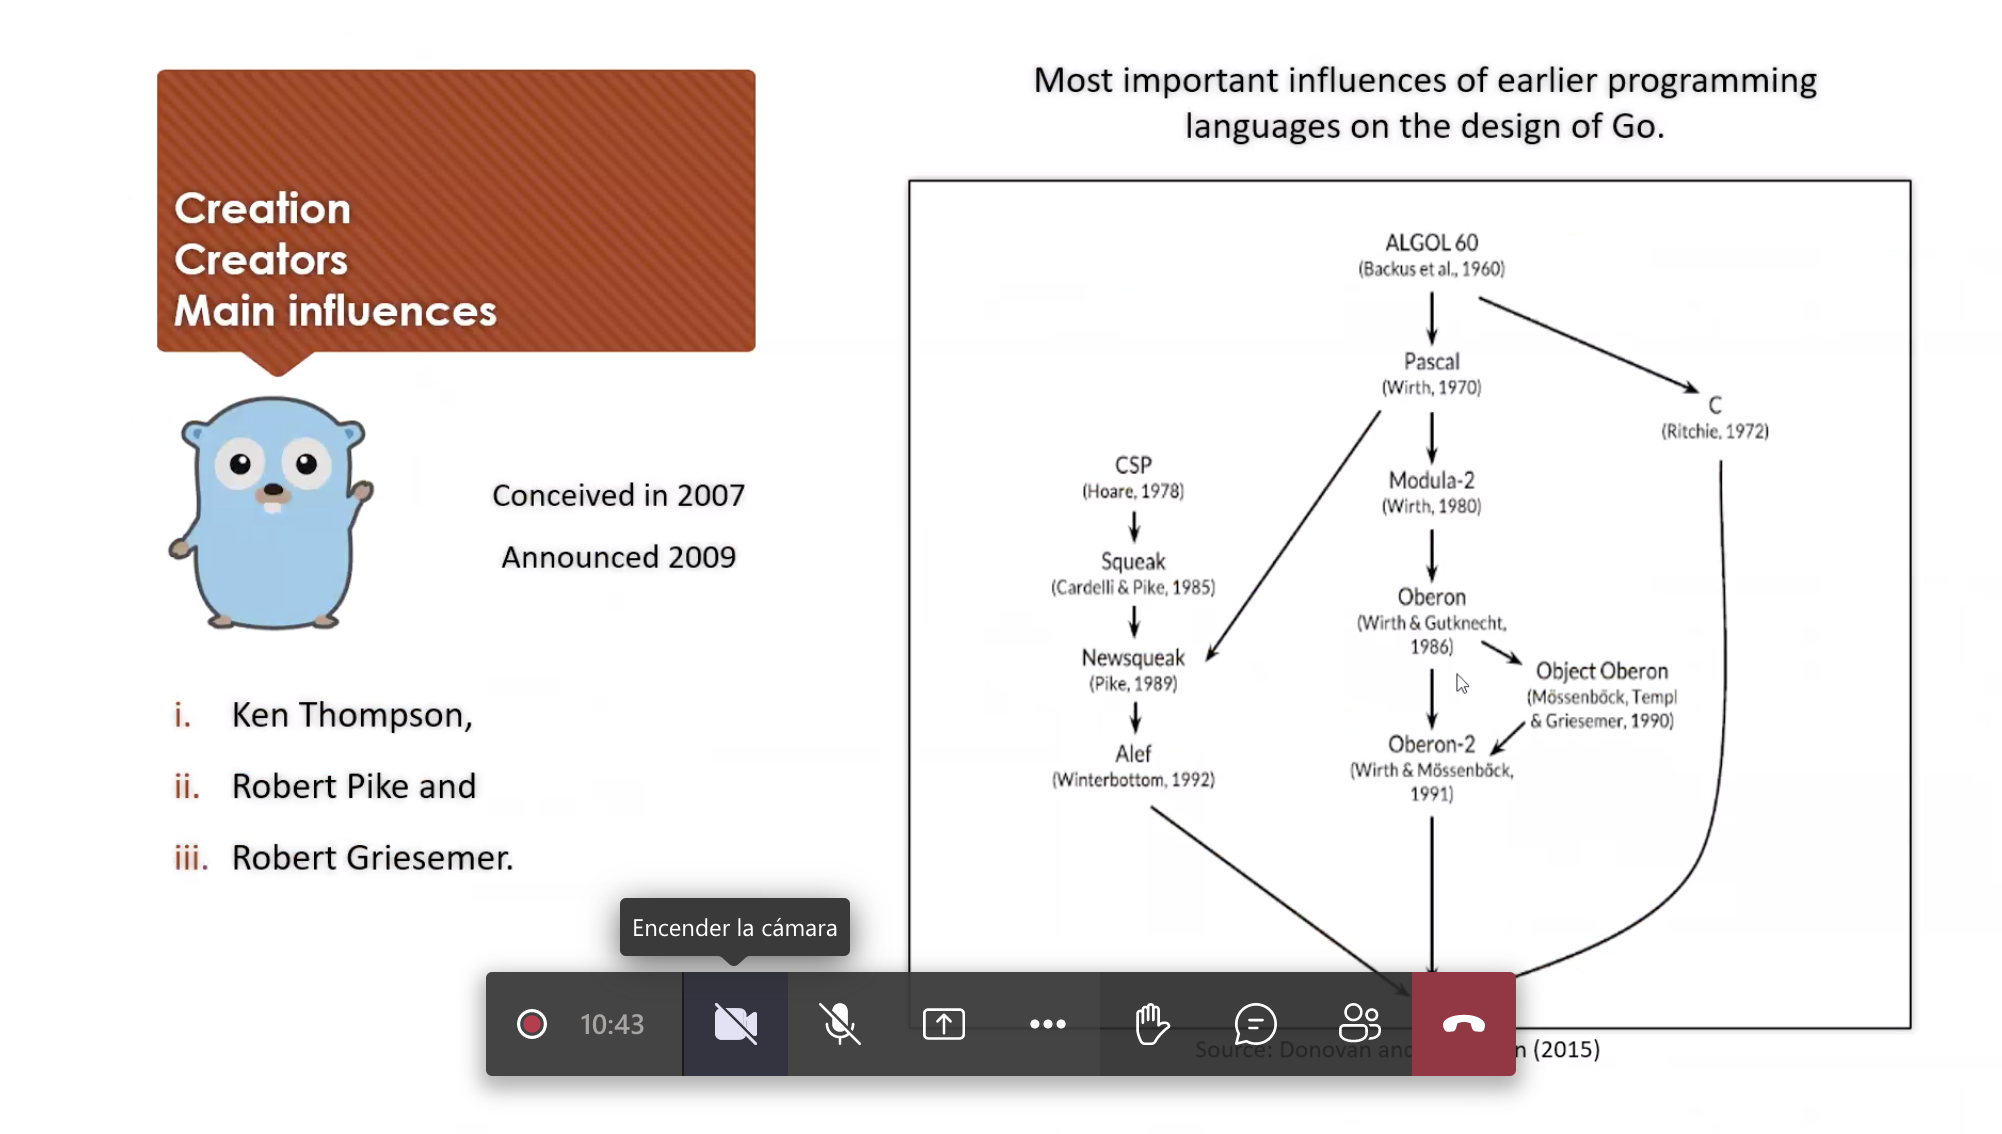 Creation
Creators
Main influences
Conceived in 2007
Announced 2009
i. Ken Thompson,
ii. Robert Pike and
iii. Robert Griesemer.
Most important influences of earlier programming
languages on the design of Go.
ALGOL 60
(Backus et al., 1960)
Pascal
(Wirth, 1970)
C
(Ritchie, 1972)
CSP
(Hoare, 1978)
Modula-2
(Wirth, 1980)
Squeak
(Cardelli & Pike, 1985)
Oberon
(Wirth & Gutknecht,
1986)
Newsqueak
(Pike, 1989)
Object Oberon
(Mössenböck, Templ
& Griesemer, 1990)
Alef
(Winterbottom, 1992)
Oberon-2
(Wirth & Mössenböck,
1991)
Source: Donovan and (2015)
Encender la cámara
10:43